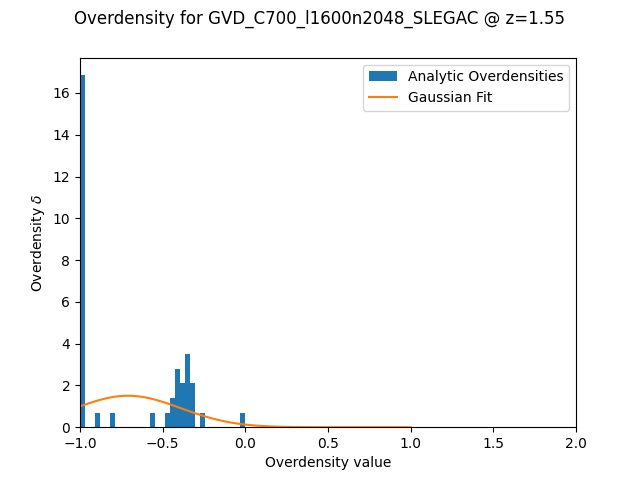 Overdensity for GVD_C700_l1600n2048_SLEGAC @ z=1.55
Analytic Overdensities
Gaussian Fit
Overdensity δ
16
14
12
10
8
6
4
2
0
−1.0 −0.5 0.0 0.5 1.0 1.5 2.0
Overdensity value